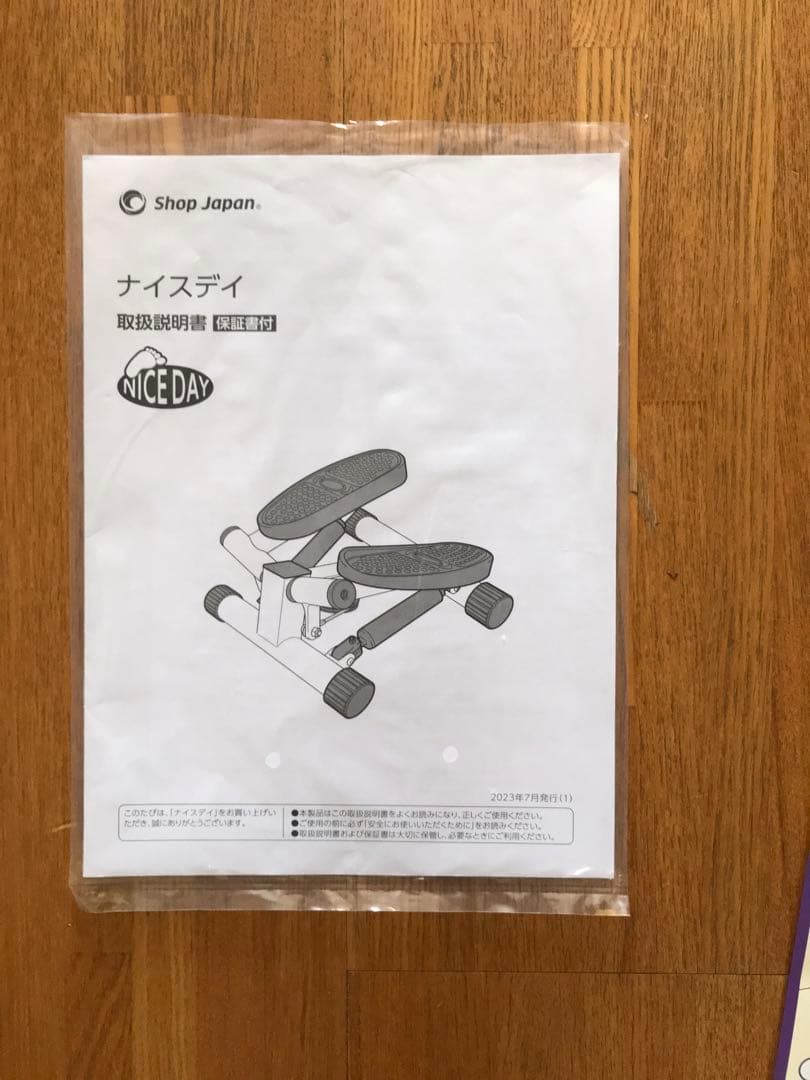 Shop Japan®
ナイスデイ
取扱説明書 保証書付
NICE DAY
2023年7月発行(1)
このたびは、「ナイスデイ」をお買い上げい
ただき、誠にありがとうございます。
●本製品はこの取扱説明書をよくお読みになり、正しくご使用ください。
●ご使用の前に必ず「安全にお使いいただくために」をお読みください。
●取扱説明書および保証書は大切に保管し、必要なときにご利用ください。